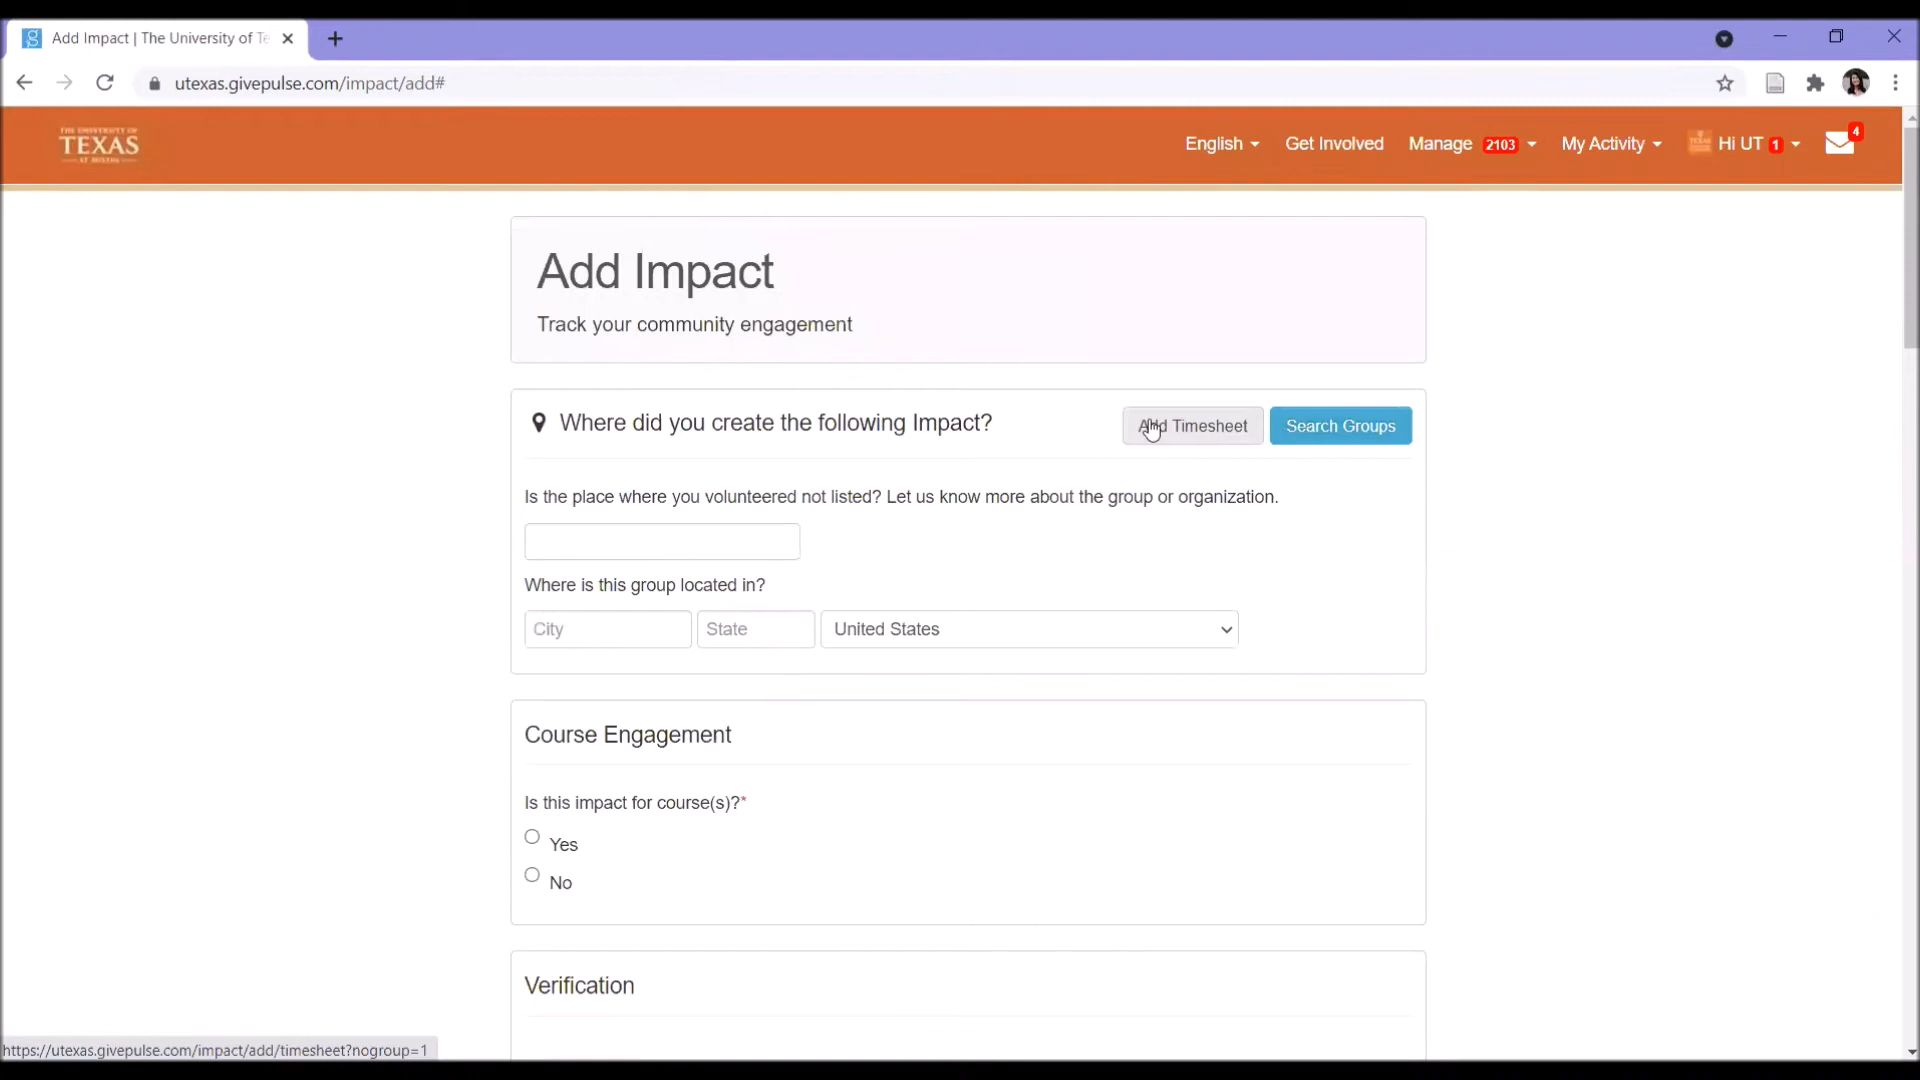 Add Impact | The University of Te
utexas.givepulse.com/impact/add#
THE UNIVERSITY OF
TEXAS
AT AUSTIN
English
Get Involved
Manage 2103
My Activity
Hi UT 1
4
Add Impact
Track your community engagement
Where did you create the following Impact?
Add Timesheet
Search Groups
Is the place where you volunteered not listed? Let us know more about the group or organization.
Where is this group located in?
City
State
United States
Course Engagement
Is this impact for course(s)?*
Yes
No
Verification
https://utexas.givepulse.com/impact/add/timesheet?nogroup=1